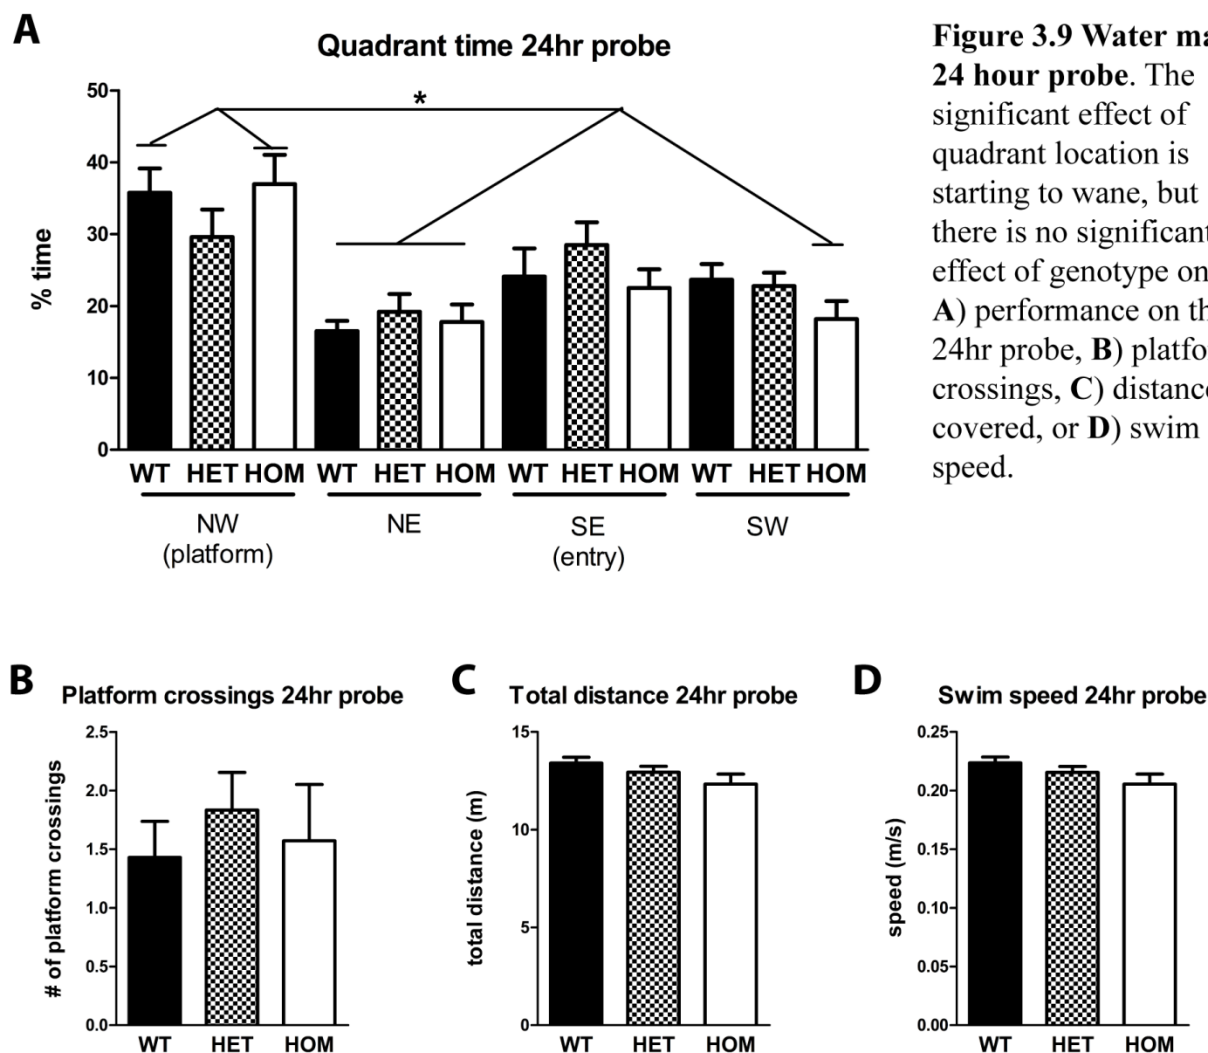 A
Quadrant time 24hr probe
50
40
30
20
10
0
% time
*
WT HET HOM WT HET HOM WT HET HOM WT HET HOM
NW NE SE SW
(platform) (entry)
Figure 3.9 Water
24 hour probe. The
significant effect of
quadrant location is
starting to wane, but
there is no significant
effect of genotype on
A) performance on
24hr probe, B)
crossings, C) distance
covered, or D) swim
speed.
B
Platform crossings 24hr probe
2.5
2.0
1.5
1.0
0.5
0.0
# of platform crossings
WT HET HOM
C
Total distance 24hr probe
15
10
5
0
total distance (m)
WT HET HOM
D
Swim speed 24hr probe
0.25
0.20
0.15
0.10
0.05
0.00
speed (m/s)
WT HET HOM